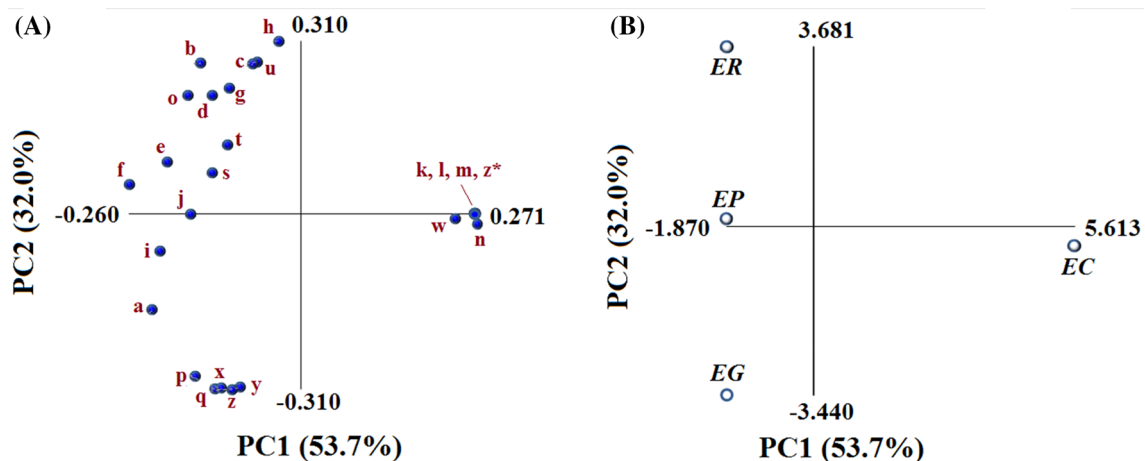 (A)
0.310
h
b
c
u
g
o
d
t
e
s
f
k, l, m, z*
j
-0.260
0.271
w
n
i
a
p
x
y
q
z
-0.310
PC2 (32.0%)
PC1 (53.7%)
(B)
3.681
ER
EP
-1.870
5.613
EC
EG
-3.440
PC2 (32.0%)
PC1 (53.7%)